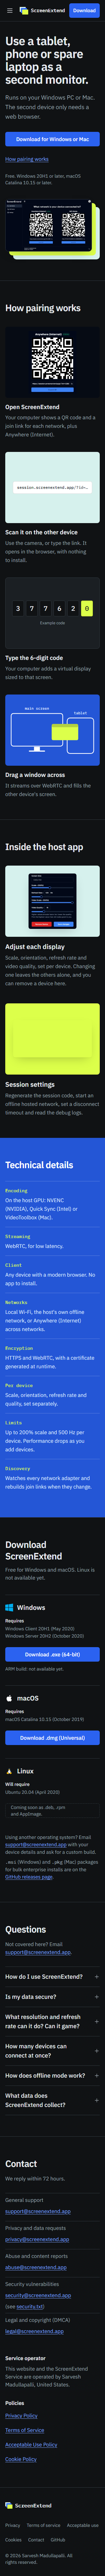 ScreenExtend
Download
Use a tablet,
phone or spare
laptop as a
second monitor.
Runs on your Windows PC or Mac.
The second device only needs a
web browser.
Download for Windows or Mac
How pairing works
Free. Windows 20H1 or later, macOS
Catalina 10.15 or later.
How pairing works
Anywhere (Internet)
Open ScreenExtend
Your computer shows a QR code and a
join link for each network, plus
Anywhere (Internet).
Scan it on the other device
Use the camera, or type the link. It
opens in the browser, with nothing
to install.
3 7 7 6 2 0
Example code
Type the 6-digit code
Your computer adds a virtual display
sized to that screen.
main screen
tablet
Drag a window across
It streams over WebRTC and fills the
other device's screen.
Inside the host app
Adjust each display
Scale, orientation, refresh rate and
video quality, set per device. Changing
one leaves the others alone, and you
can remove a device here.
Session settings
Regenerate the session code, start an
offline hosted network, set a disconnect
timeout and read the debug logs.
Technical details
Encoding
On the host GPU: NVENC
(NVIDIA), Quick Sync (Intel) or
VideoToolbox (Mac).
Streaming
WebRTC, for low latency.
Client
Any device with a modern browser. No
app to install.
Networks
Local Wi-Fi, the host's own offline
network, or Anywhere (Internet)
across networks.
Encryption
HTTPS and WebRTC, with a certificate
generated at runtime.
Per device
Scale, orientation, refresh rate and
quality, set separately.
Limits
Up to 200% scale and 500 Hz per
device. Performance drops as you
add devices.
Discovery
Watches every network adapter and
rebuilds join links when they change.
Download
ScreenExtend
Free for Windows and macOS. Linux is
not available yet.
Windows
Requires
Windows Client 20H1 (May 2020)
Windows Server 20H2 (October 2020)
Download .exe (64-bit)
ARM build: not available yet.
macOS
Requires
macOS Catalina 10.15 (October 2019)
Download .dmg (Universal)
Linux
Will require
Ubuntu 20.04 (April 2020)
Coming soon as .deb, .rpm
and AppImage.
Using another operating system? Email
support@screenextend.app with your
device details and ask for a custom build.
.msi (Windows) and .pkg (Mac) packages
for bulk enterprise installs are on the
GitHub releases page.
Questions
Not covered here? Email
support@screenextend.app.
How do I use ScreenExtend?
Is my data secure?
What resolution and refresh
rate can it do? Can it game?
How many devices can
connect at once?
How does offline mode work?
What data does
ScreenExtend collect?
Contact
We reply within 72 hours.
General support
support@screenextend.app
Privacy and data requests
privacy@screenextend.app
Abuse and content reports
abuse@screenextend.app
Security vulnerabilities
security@screenextend.app
(see security.txt)
Legal and copyright (DMCA)
legal@screenextend.app
Service operator
This website and the ScreenExtend
Service are operated by Sarvesh
Madullapalli, United States.
Policies
Privacy Policy
Terms of Service
Acceptable Use Policy
Cookie Policy
ScreenExtend
Privacy Terms of service Acceptable use
Cookies Contact GitHub
© 2026 Sarvesh Madullapalli. All
rights reserved.